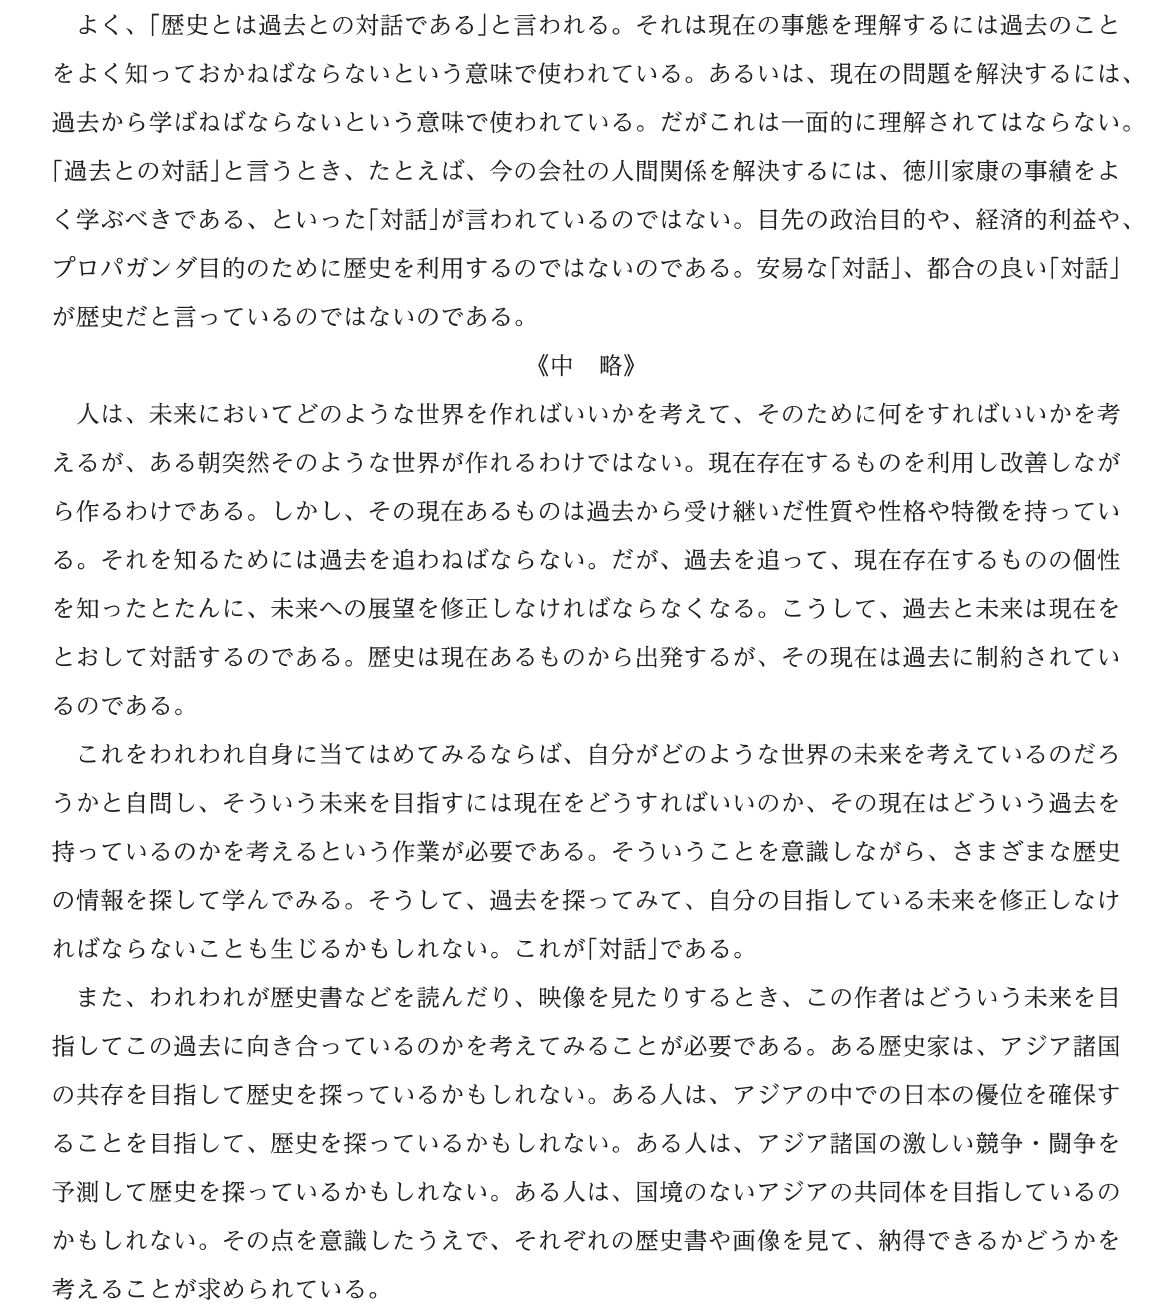 よく、「歴史とは過去との対話である」と言われる。それは現在の事態を理解するには過去のこと
をよく知っておかねばならないという意味で使われている。あるいは、現在の問題を解決するには、
過去から学ばねばならないという意味で使われている。だがこれは一面的に理解されてはならない。
「過去との対話」と言うとき、たとえば、今の会社の人間関係を解決するには、徳川家康の事績をよ
く学ぶべきである、といった「対話」が言われているのではない。目先の政治目的や、経済的利益や、
プロパガンダ目的のために歴史を利用するのではないのである。安易な「対話」、都合の良い「対話」
が歴史だと言っているのではないのである。
《中　略》
　人は、未来においてどのような世界を作ればいいかを考えて、そのために何をすればいいかを考
えるが、ある朝突然そのような世界が作れるわけではない。現在存在するものを利用し改善しなが
ら作るわけである。しかし、その現在あるものは過去から受け継いだ性質や性格や特徴を持ってい
る。それを知るためには過去を追わねばならない。だが、過去を追って、現在存在するものの個性
を知ったとたんに、未来への展望を修正しなければならなくなる。こうして、過去と未来は現在を
とおして対話するのである。歴史は現在あるものから出発するが、その現在は過去に制約されてい
るのである。
　これをわれわれ自身に当てはめてみるならば、自分がどのような世界の未来を考えているのだろ
うかと自問し、そういう未来を目指すには現在をどうすればいいのか、その現在はどういう過去を
持っているのかを考えるという作業が必要である。そういうことを意識しながら、さまざまな歴史
の情報を探して学んでみる。そうして、過去を探ってみて、自分の目指している未来を修正しなけ
ればならないことも生じるかもしれない。これが「対話」である。
　また、われわれが歴史書などを読んだり、映像を見たりするとき、この作者はどういう未来を目
指してこの過去に向き合っているのかを考えてみることが必要である。ある歴史家は、アジア諸国
の共存を目指して歴史を探っているかもしれない。ある人は、アジアの中での日本の優位を確保す
ることを目指して、歴史を探っているかもしれない。ある人は、アジア諸国の激しい競争・闘争を
予測して歴史を探っているかもしれない。ある人は、国境のないアジアの共同体を目指しているの
かもしれない。その点を意識したうえで、それぞれの歴史書や画像を見て、納得できるかどうかを
考えることが求められている。